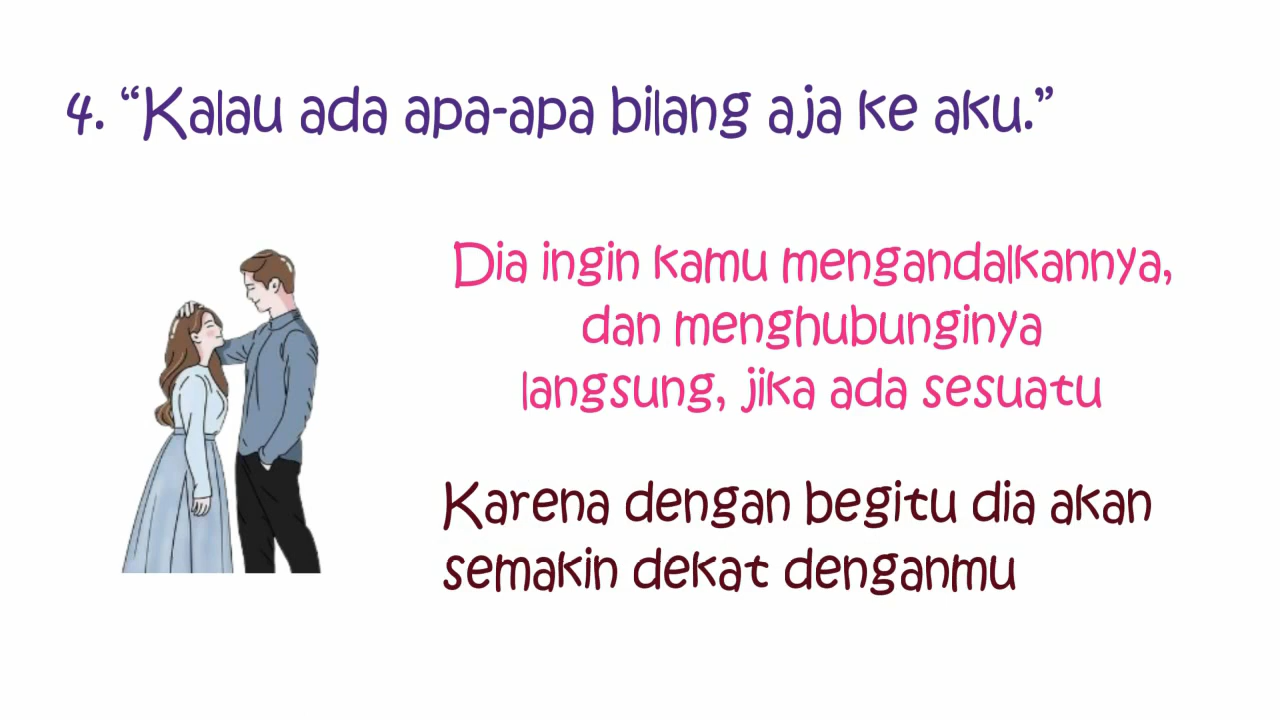 4. “Kalau ada apa-apa bilang aja ke aku.”
Dia ingin kamu mengandalkannya,
dan menghubunginya
langsung, jika ada sesuatu
Karena dengan begitu dia akan
semakin dekat denganmu